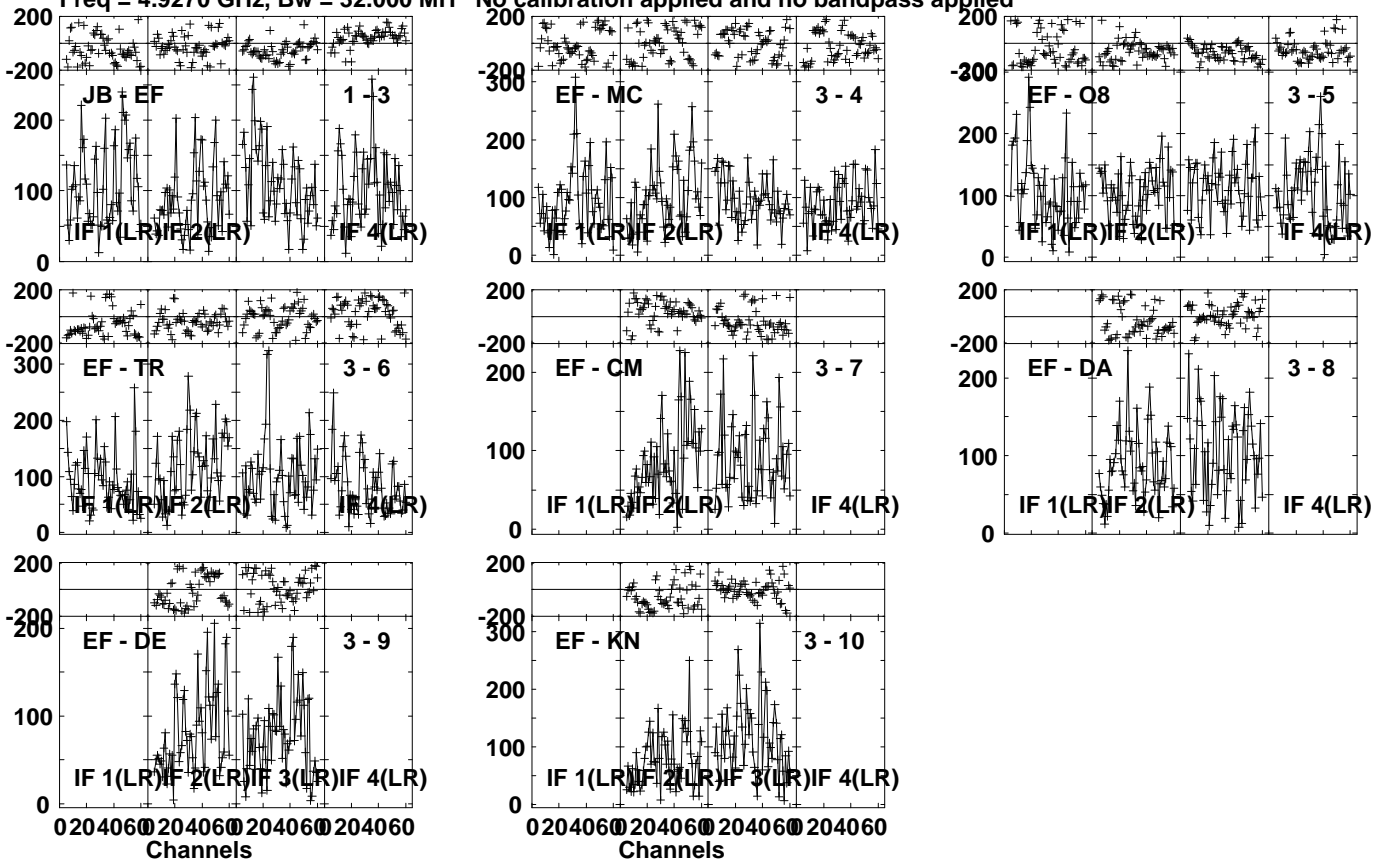 Freq = 4.9270 GHz, Bw = 32.000 MH No calibration applied and no bandpass applied
200
-200
JB - EF 1 - 3
200
100
0
IF 1(LR) IF 2(LR) IF 4(LR)
EF - MC 3 - 4
300
200
100
0
IF 1(LR) IF 2(LR) IF 4(LR)
200
-200
EF - O8 3 - 5
300
200
100
0
IF 1(LR) IF 2(LR) IF 4(LR)
200
-200
EF - TR 3 - 6
300
200
100
0
IF 1(LR) IF 2(LR) IF 4(LR)
200
-200
EF - CM 3 - 7
200
100
0
IF 1(LR) IF 2(LR) IF 4(LR)
200
-200
EF - DA 3 - 8
200
100
0
IF 1(LR) IF 2(LR) IF 4(LR)
200
-200
EF - DE 3 - 9
200
100
0
IF 1(LR) IF 2(LR) IF 3(LR) IF 4(LR)
0 20 40 60 0 20 40 60 0 20 40 60 0 20 40 60
Channels
200
-200
EF - KN 3 - 10
300
200
100
0
IF 1(LR) IF 2(LR) IF 3(LR) IF 4(LR)
0 20 40 60 0 20 40 60 0 20 40 60 0 20 40 60
Channels